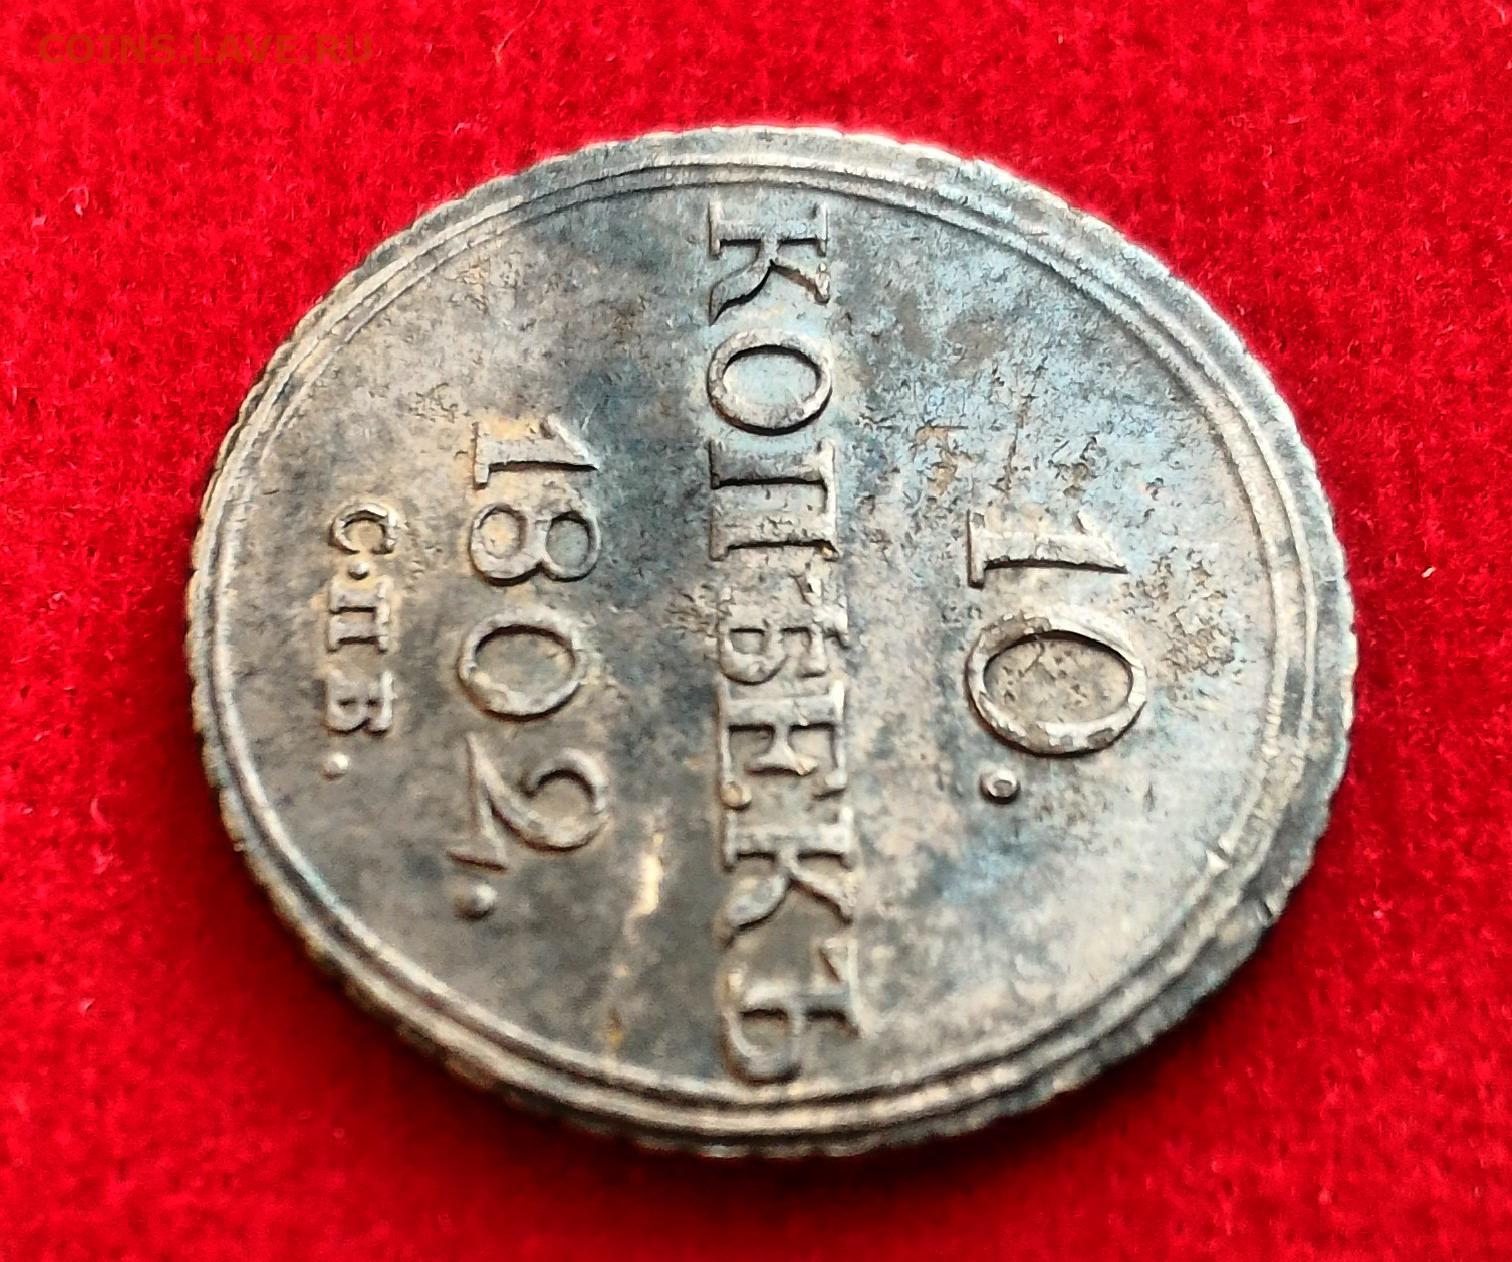 COINS.LAVE.RU
10.
КОПѢЕКЪ
1802.
С.П.Б.